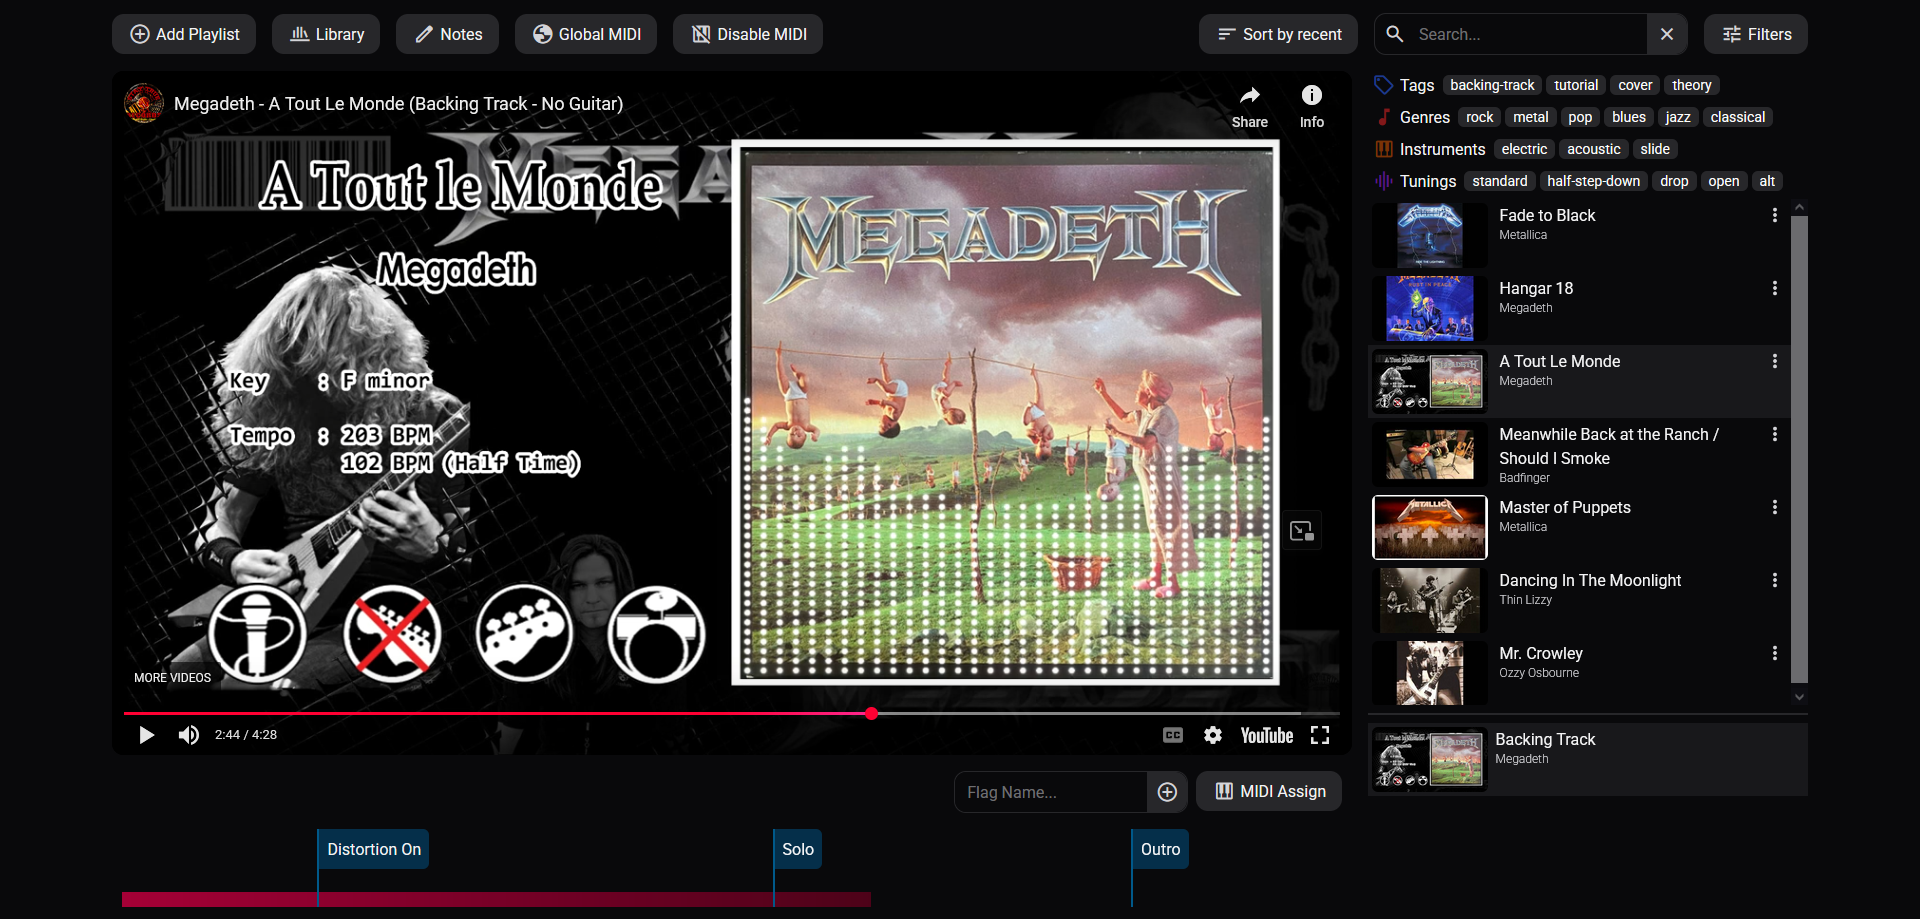 Add Playlist
Library
Notes
Global MIDI
Disable MIDI
Sort by recent
Search...
Filters
Megadeth - A Tout Le Monde (Backing Track - No Guitar)
Share
Info
A Tout le Monde
Megadeth
MEGADETH
Key : F minor
Tempo : 203 BPM
102 BPM (Half Time)
MORE VIDEOS
2:44 / 4:28
CC
YouTube
Tags backing-track tutorial cover theory
Genres rock metal pop blues jazz classical
Instruments electric acoustic slide
Tunings standard half-step-down drop open alt
Fade to Black
Metallica
Hangar 18
Megadeth
A Tout Le Monde
Megadeth
Meanwhile Back at the Ranch /
Should I Smoke
Badfinger
METALLICA
Master of Puppets
Metallica
Dancing In The Moonlight
Thin Lizzy
Mr. Crowley
Ozzy Osbourne
Backing Track
Megadeth
Flag Name...
MIDI Assign
Distortion On
Solo
Outro